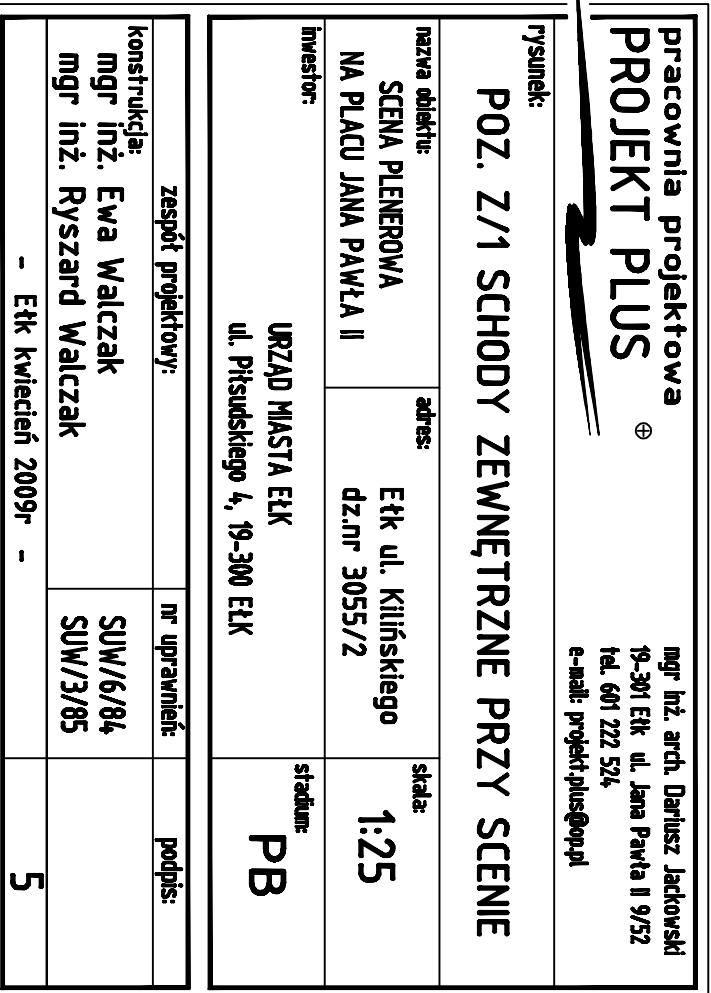 pracownia projektowa
PROJEKT PLUS
mgr inż. arch. Dariusz Jackowski
19-301 Ełk ul. Jana Pawła II 9/52
tel. 601 222 524
e-mail: projekt.plus@op.pl
rysunek:
POZ. Z/1 SCHODY ZEWNĘTRZNE PRZY SCENIE
nazwa obiektu:
SCENA PLENEROWA
NA PLACU JANA PAWŁA II
adres:
Ełk ul. Kilińskiego
dz.nr 3055/2
skala:
1:25
inwestor:
URZĄD MIASTA EŁK
ul. Piłsudskiego 4, 19-300 EŁK
stadium:
PB
zespół projektowy:
nr uprawnień:
podpis:
konstrukcja:
mgr inż. Ewa Walczak
mgr inż. Ryszard Walczak
SUW/6/84
SUW/3/85
- Ełk kwiecień 2009r -
5